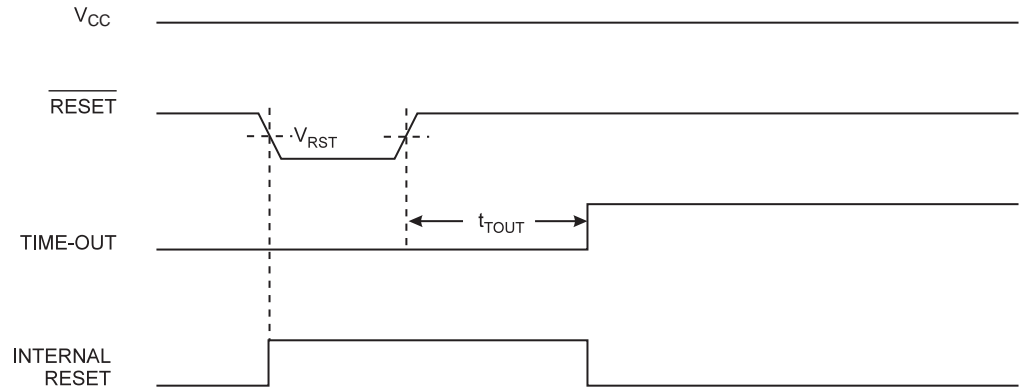 VCC
RESET
VRST
tTOUT
TIME-OUT
INTERNAL
RESET